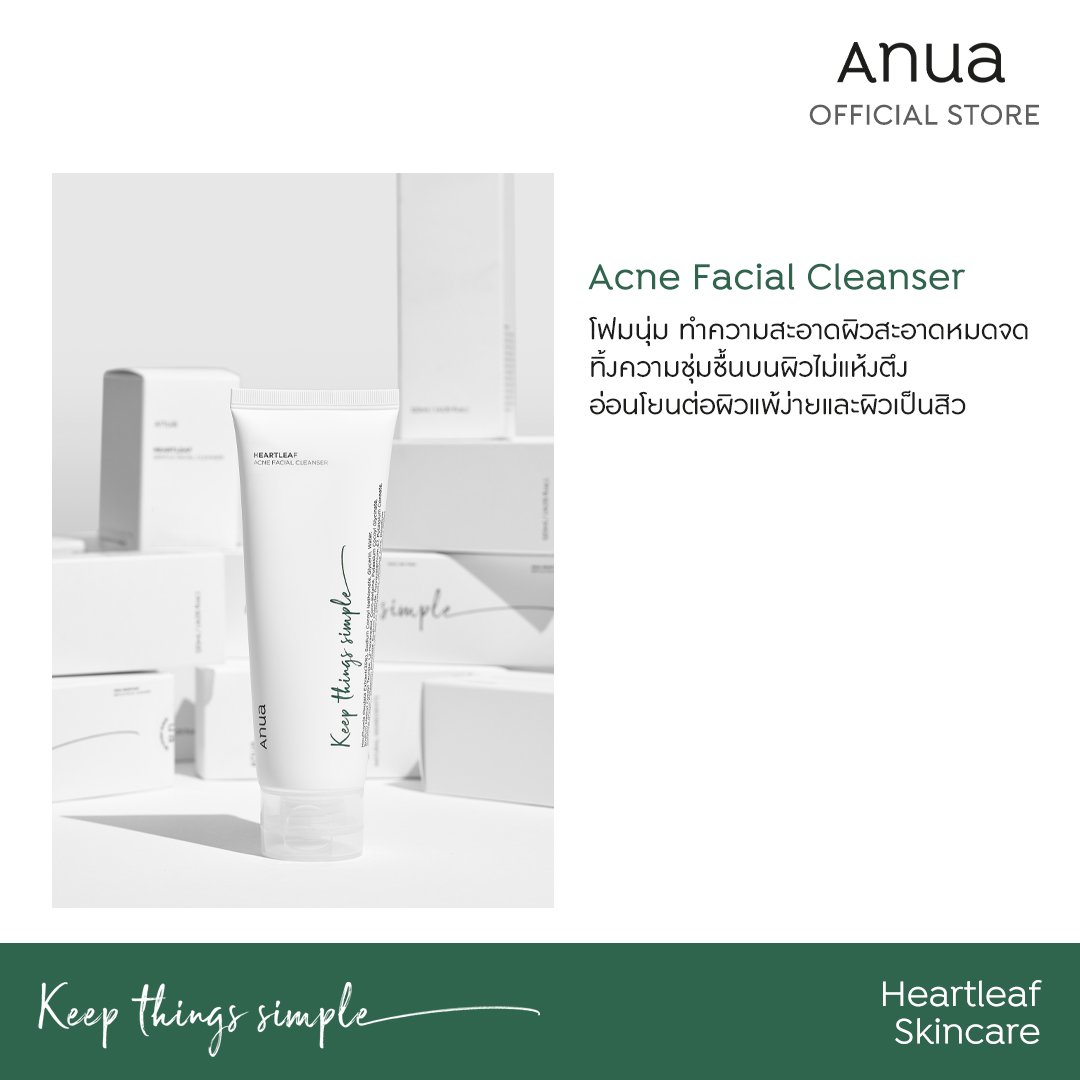 Anua
OFFICIAL STORE
Acne Facial Cleanser
โฟมนุ่ม ทำความสะอาดผิวสะอาดหมดจด
ทิ้งความชุ่มชื้นบนผิวไม่แห้งตึง
อ่อนโยนต่อผิวแพ้ง่ายและผิวเป็นสิว
HEARTLEAF
ACNE FACIAL CLEANSER
Keep things simple
Anua
Anua
HEARTLEAF
simple
Keep things simple
Heartleaf
Skincare